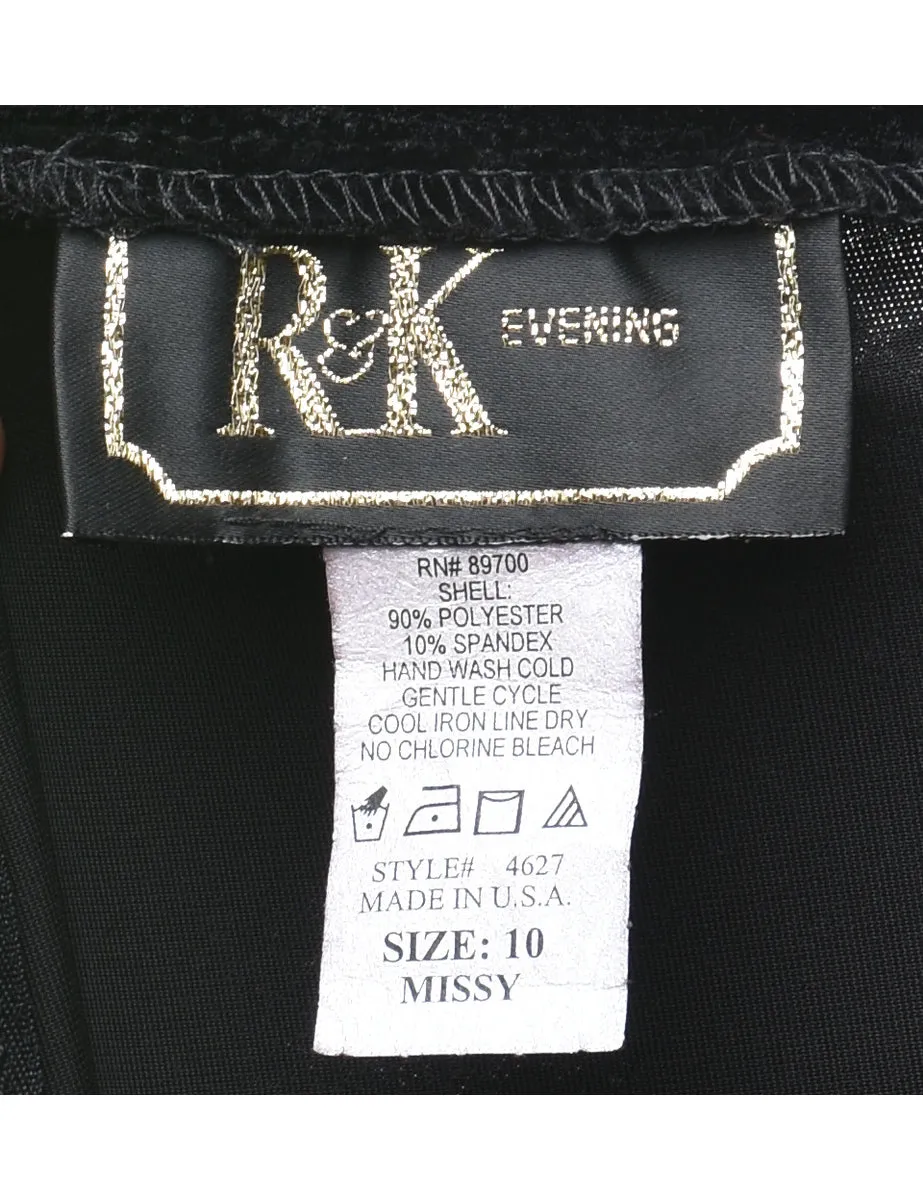 R&K EVENING
RN# 89700
SHELL:
90% POLYESTER
10% SPANDEX
HAND WASH COLD
GENTLE CYCLE
COOL IRON LINE DRY
NO CHLORINE BLEACH
STYLE# 4627
MADE IN U.S.A.
SIZE: 10
MISSY